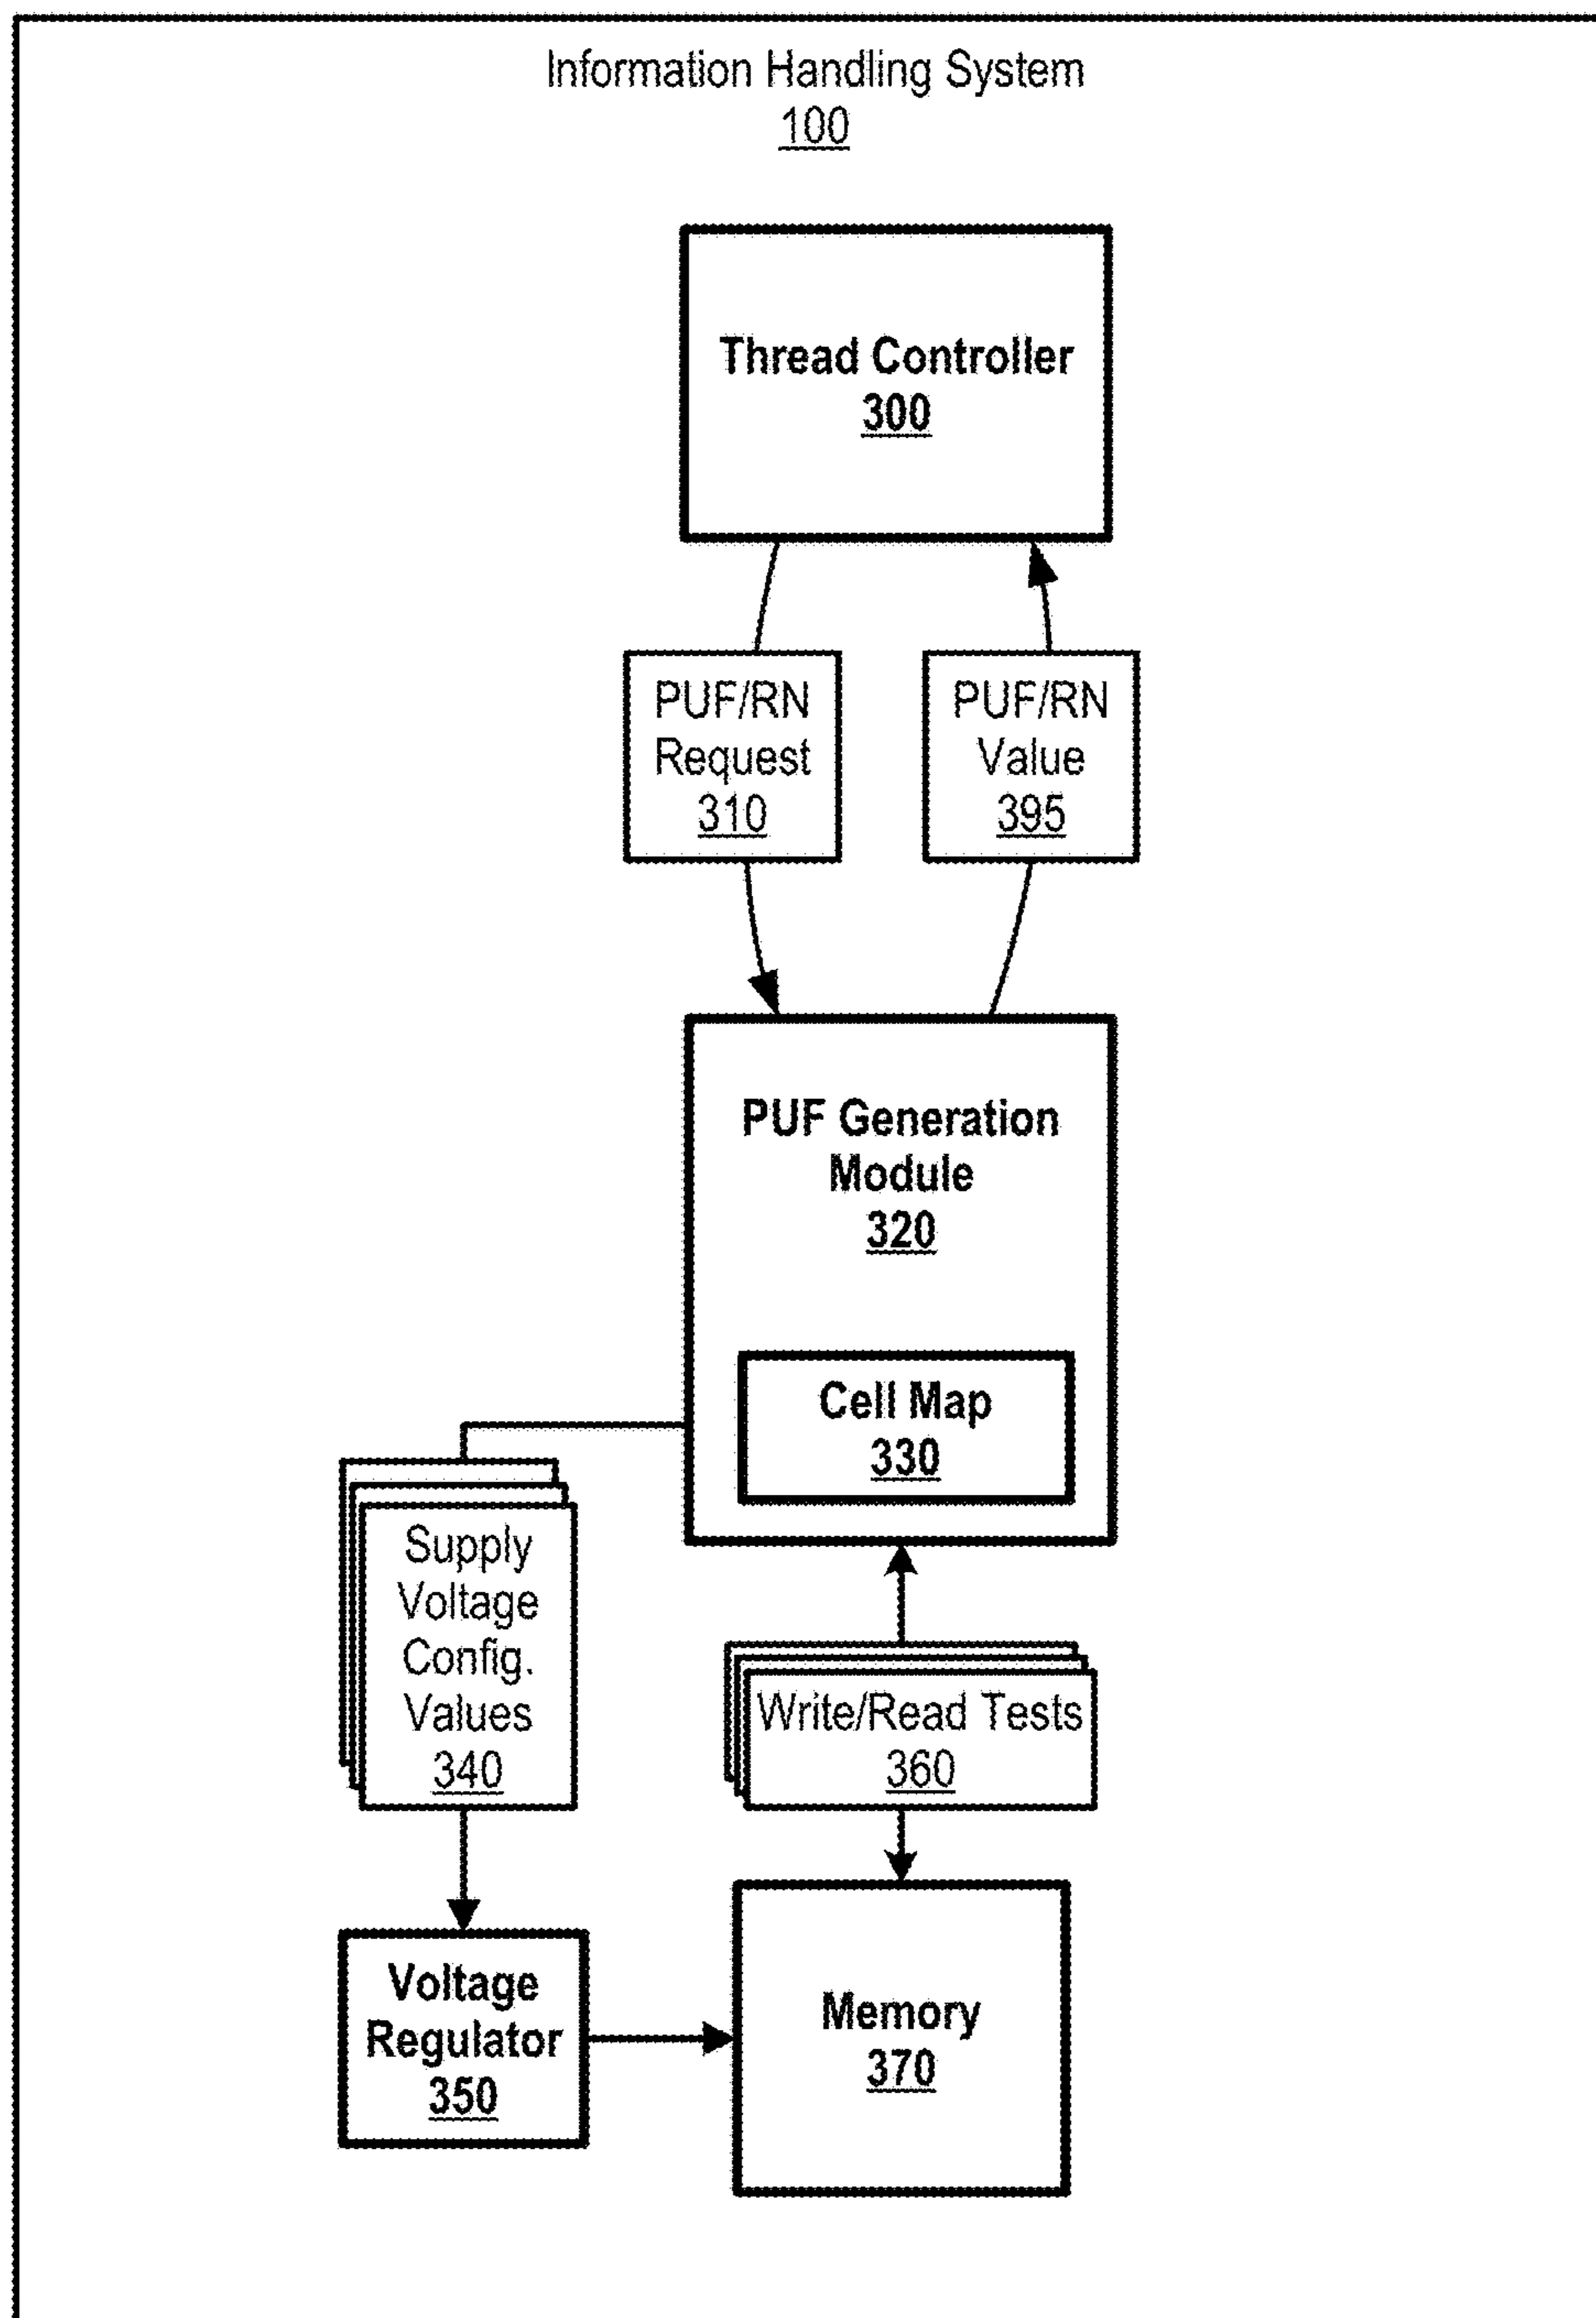 Information Handling System
100
Thread Controller
300
PUF/RN
Request
310
PUF/RN
Value
395
PUF Generation
Module
320
Cell Map
330
Supply
Voltage
Config.
Values
340
Write/Read Tests
360
Voltage
Regulator
350
Memory
370